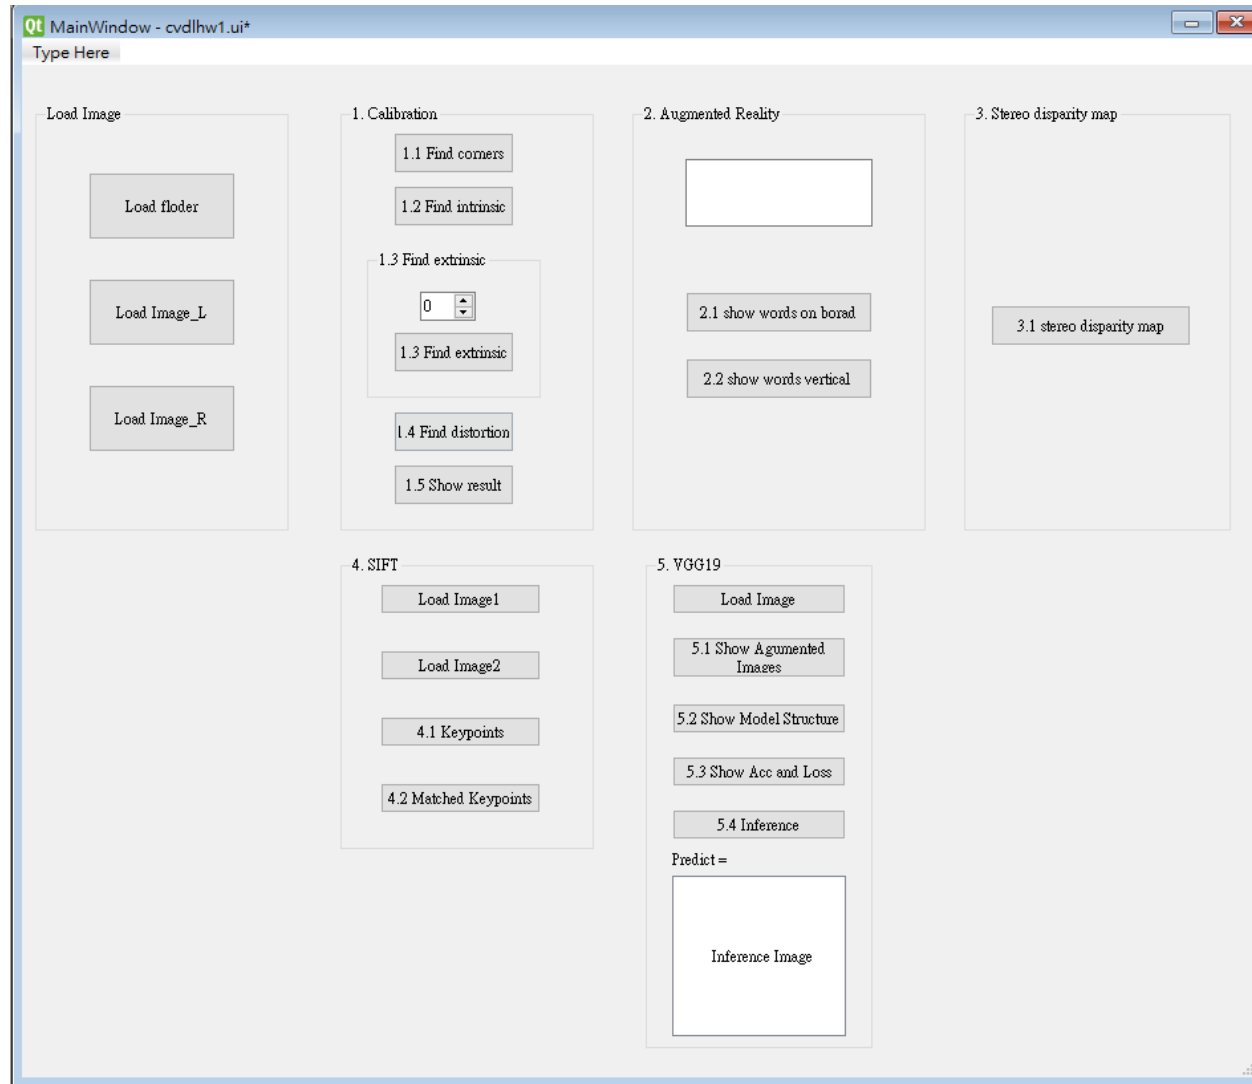 MainWindow - cvdlhw1.ui*
Type Here
Load Image
Load floder
Load Image_L
Load Image_R
1. Calibration
1.1 Find corners
1.2 Find intrinsic
1.3 Find extrinsic
0
1.3 Find extrinsic
1.4 Find distortion
1.5 Show result
2. Augmented Reality
2.1 show words on borad
2.2 show words vertical
3. Stereo disparity map
3.1 stereo disparity map
4. SIFT
Load Image1
Load Image2
4.1 Keypoints
4.2 Matched Keypoints
5. VGG19
Load Image
5.1 Show Agumented
Images
5.2 Show Model Structure
5.3 Show Acc and Loss
5.4 Inference
Predict =
Inference Image